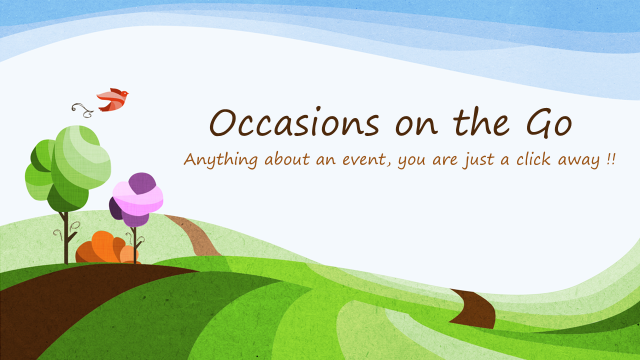 Occasions on the Go
Anything about an event, you are just a click away !!